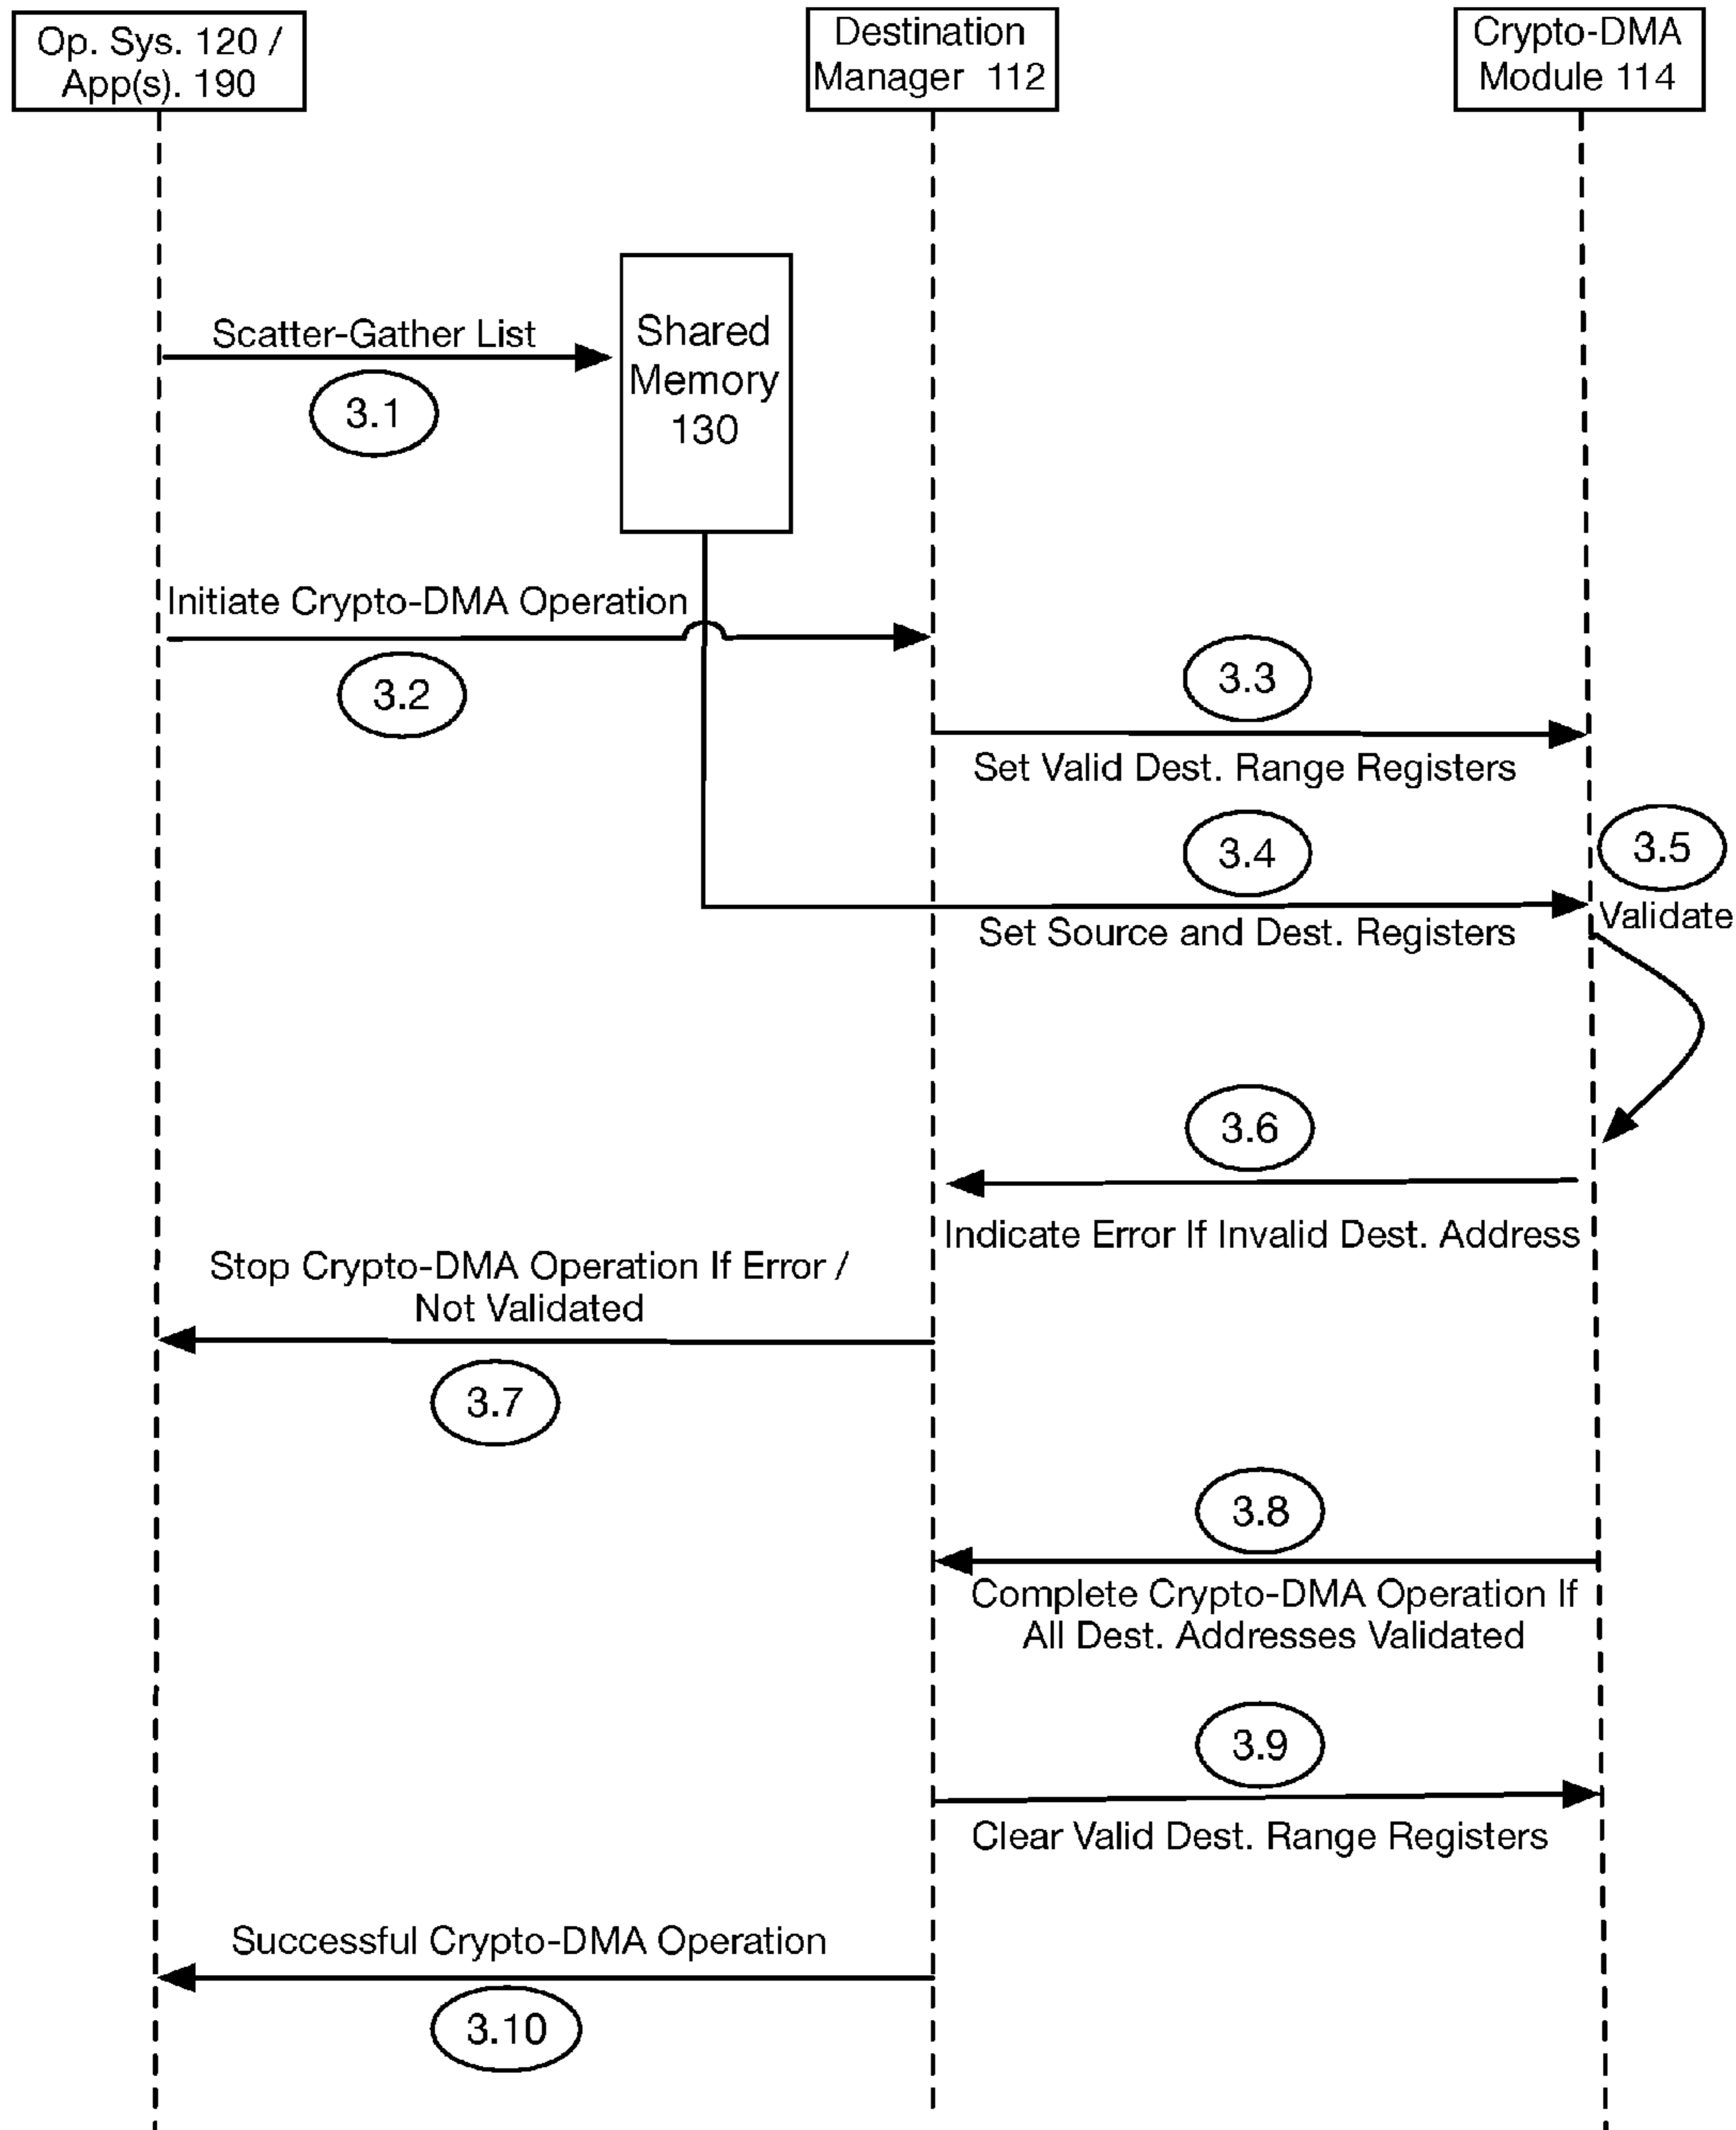 Op. Sys. 120 /
App(s). 190
Destination
Manager 112
Crypto-DMA
Module 114
Scatter-Gather List
3.1
Shared
Memory
130
Initiate Crypto-DMA Operation
3.2
3.3
Set Valid Dest. Range Registers
3.4
Set Source and Dest. Registers
3.5
Validate
3.6
Indicate Error If Invalid Dest. Address
Stop Crypto-DMA Operation If Error /
Not Validated
3.7
3.8
Complete Crypto-DMA Operation If
All Dest. Addresses Validated
3.9
Clear Valid Dest. Range Registers
Successful Crypto-DMA Operation
3.10